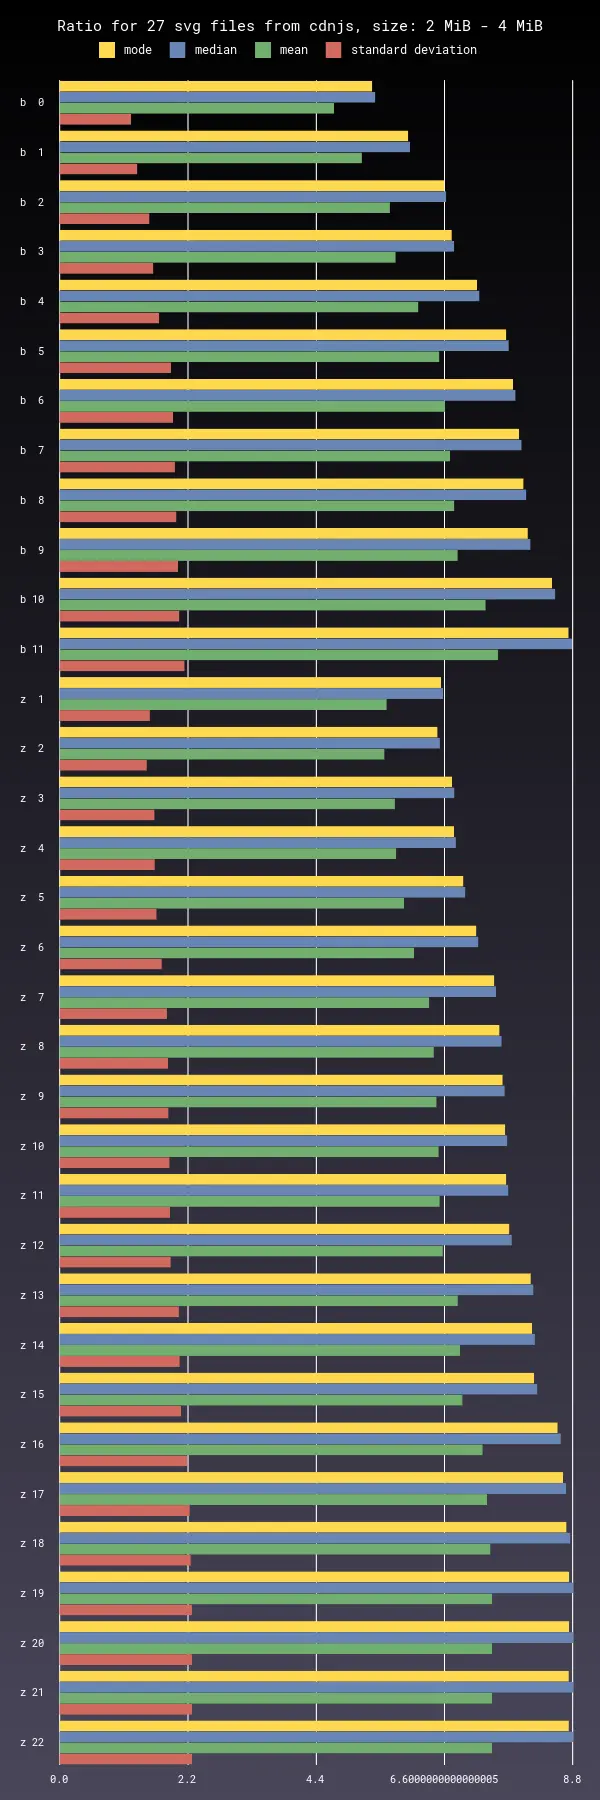 Ratio for 27 svg files from cdnjs, size: 2 MiB - 4 MiB
mode median mean standard deviation
b 0
b 1
b 2
b 3
b 4
b 5
b 6
b 7
b 8
b 9
b 10
b 11
z 1
z 2
z 3
z 4
z 5
z 6
z 7
z 8
z 9
z 10
z 11
z 12
z 13
z 14
z 15
z 16
z 17
z 18
z 19
z 20
z 21
z 22
0.0 2.2 4.4 6.6000000000000005 8.8